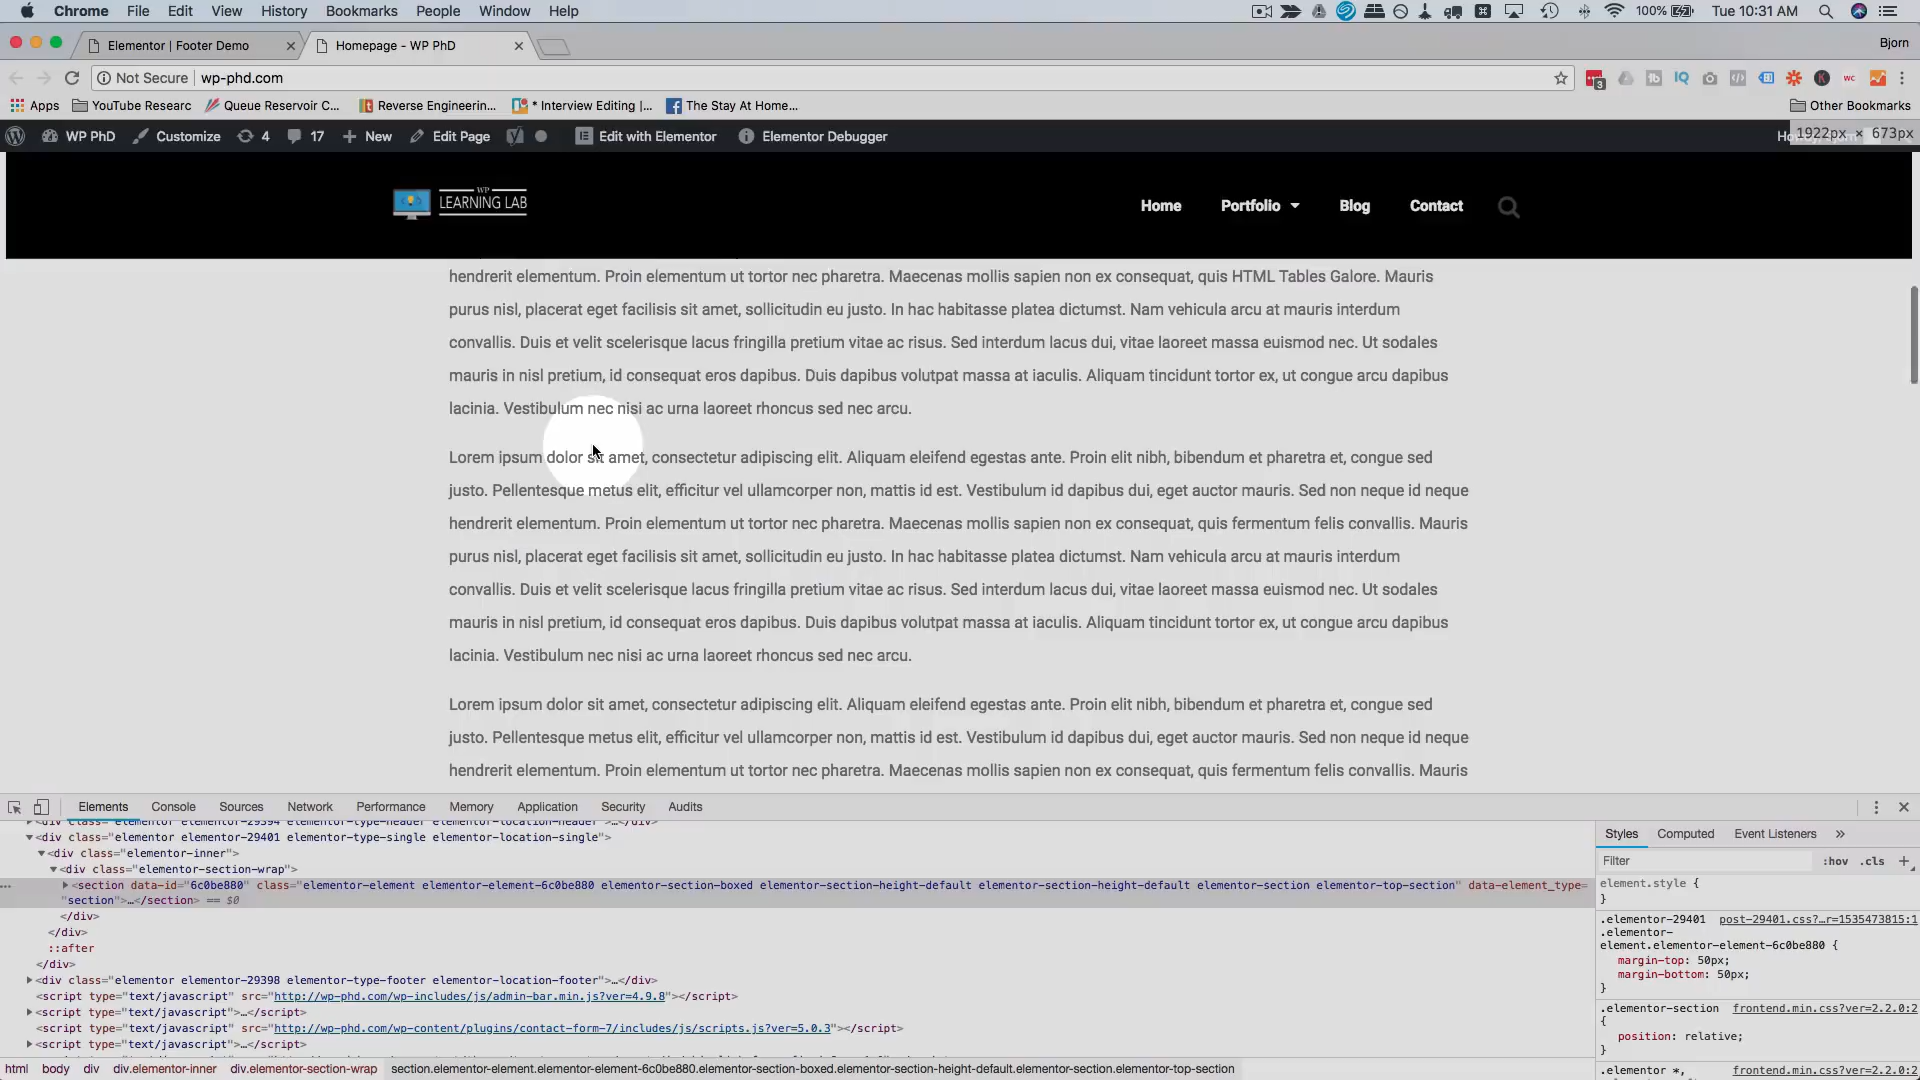 Chrome File Edit View History Bookmarks People Window Help 100% Tue 10:31 AM
Elementor | Footer Demo Homepage - WP PhD Bjorn
Not Secure wp-phd.com
Apps YouTube Researc Queue Reservoir C... Reverse Engineerin... * Interview Editing |... The Stay At Home... Other Bookmarks
WP PhD Customize 4 17 New Edit Page Edit with Elementor Elementor Debugger 1922px × 673px
WP
LEARNING LAB
Home Portfolio Blog Contact
hendrerit elementum. Proin elementum ut tortor nec pharetra. Maecenas mollis sapien non ex consequat, quis HTML Tables Galore. Mauris
purus nisl, placerat eget facilisis sit amet, sollicitudin eu justo. In hac habitasse platea dictumst. Nam vehicula arcu at mauris interdum
convallis. Duis et velit scelerisque lacus fringilla pretium vitae ac risus. Sed interdum lacus dui, vitae laoreet massa euismod nec. Ut sodales
mauris in nisl pretium, id consequat eros dapibus. Duis dapibus volutpat massa at iaculis. Aliquam tincidunt tortor ex, ut congue arcu dapibus
lacinia. Vestibulum nec nisi ac urna laoreet rhoncus sed nec arcu.
Lorem ipsum dolor sit amet, consectetur adipiscing elit. Aliquam eleifend egestas ante. Proin elit nibh, bibendum et pharetra et, congue sed
justo. Pellentesque metus elit, efficitur vel ullamcorper non, mattis id est. Vestibulum id dapibus dui, eget auctor mauris. Sed non neque id neque
hendrerit elementum. Proin elementum ut tortor nec pharetra. Maecenas mollis sapien non ex consequat, quis fermentum felis convallis. Mauris
purus nisl, placerat eget facilisis sit amet, sollicitudin eu justo. In hac habitasse platea dictumst. Nam vehicula arcu at mauris interdum
convallis. Duis et velit scelerisque lacus fringilla pretium vitae ac risus. Sed interdum lacus dui, vitae laoreet massa euismod nec. Ut sodales
mauris in nisl pretium, id consequat eros dapibus. Duis dapibus volutpat massa at iaculis. Aliquam tincidunt tortor ex, ut congue arcu dapibus
lacinia. Vestibulum nec nisi ac urna laoreet rhoncus sed nec arcu.
Lorem ipsum dolor sit amet, consectetur adipiscing elit. Aliquam eleifend egestas ante. Proin elit nibh, bibendum et pharetra et, congue sed
justo. Pellentesque metus elit, efficitur vel ullamcorper non, mattis id est. Vestibulum id dapibus dui, eget auctor mauris. Sed non neque id neque
hendrerit elementum. Proin elementum ut tortor nec pharetra. Maecenas mollis sapien non ex consequat, quis fermentum felis convallis. Mauris
Elements Console Sources Network Performance Memory Application Security Audits
<div class="elementor elementor-29394 elementor-type-header elementor-location-header">…</div>
<div class="elementor elementor-29401 elementor-type-single elementor-location-single">
<div class="elementor-inner">
<div class="elementor-section-wrap">
<section data-id="6c0be880" class="elementor-element elementor-element-6c0be880 elementor-section-boxed elementor-section-height-default elementor-section-height-default elementor-section elementor-top-section" data-element_type=
"section">…</section> == $0
</div>
</div>
::after
</div>
<div class="elementor elementor-29398 elementor-type-footer elementor-location-footer">…</div>
<script type="text/javascript" src="http://wp-phd.com/wp-includes/js/admin-bar.min.js?ver=4.9.8"></script>
<script type="text/javascript">…</script>
<script type="text/javascript" src="http://wp-phd.com/wp-content/plugins/contact-form-7/includes/js/scripts.js?ver=5.0.3"></script>
<script type="text/javascript">…</script>
html body div div.elementor-inner div.elementor-section-wrap section.elementor-element.elementor-element-6c0be880.elementor-section-boxed.elementor-section-height-default.elementor-section.elementor-top-section
Styles Computed Event Listeners »
Filter :hov .cls +
element.style {
}
.elementor-29401 post-29401.css?…r=1535473815:1
.elementor-
element.elementor-element-6c0be880 {
margin-top: 50px;
margin-bottom: 50px;
}
.elementor-section frontend.min.css?ver=2.2.0:2
{
position: relative;
}
.elementor *, frontend.min.css?ver=2.2.0:2